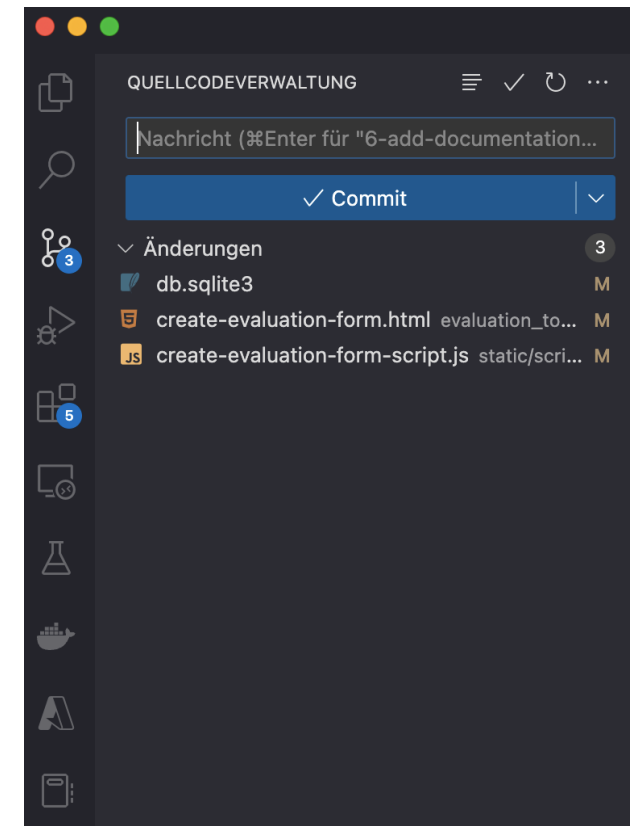 QUELLCODEVERWALTUNG
Nachricht (⌘Enter für "6-add-documentation...
Commit
Änderungen 3
db.sqlite3 M
create-evaluation-form.html evaluation_to... M
JS create-evaluation-form-script.js static/scri... M
3
5